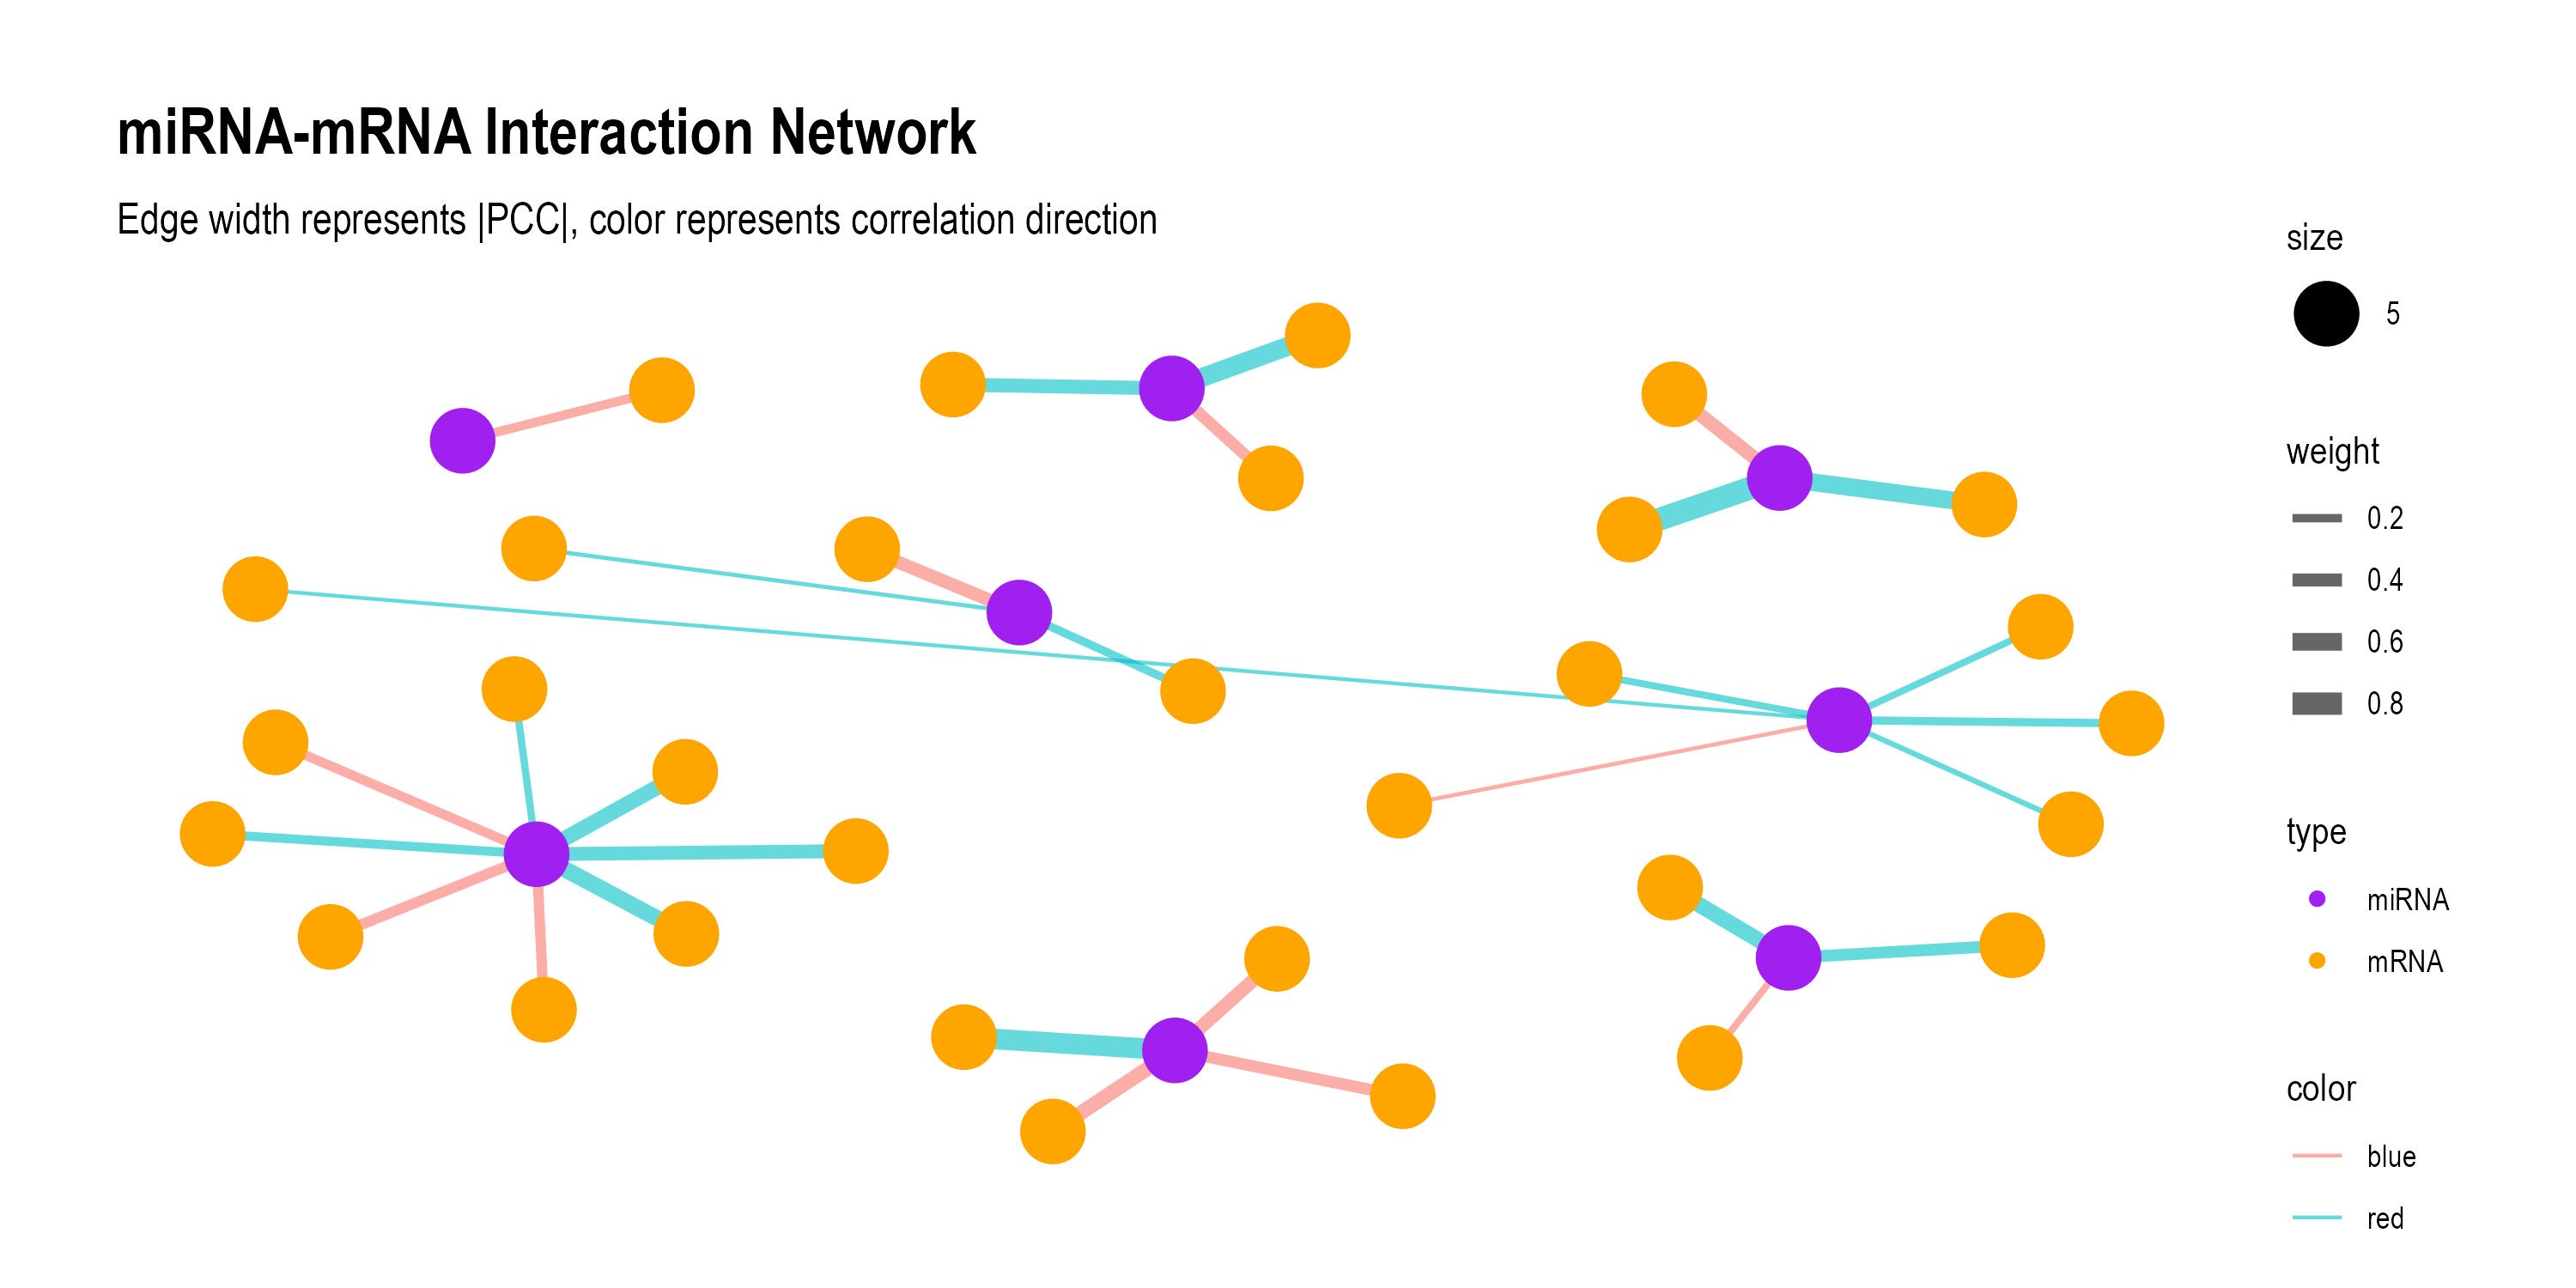 miRNA-mRNA Interaction Network
Edge width represents |PCC|, color represents correlation direction
size
5
weight
0.2
0.4
0.6
0.8
type
miRNA
mRNA
color
blue
red